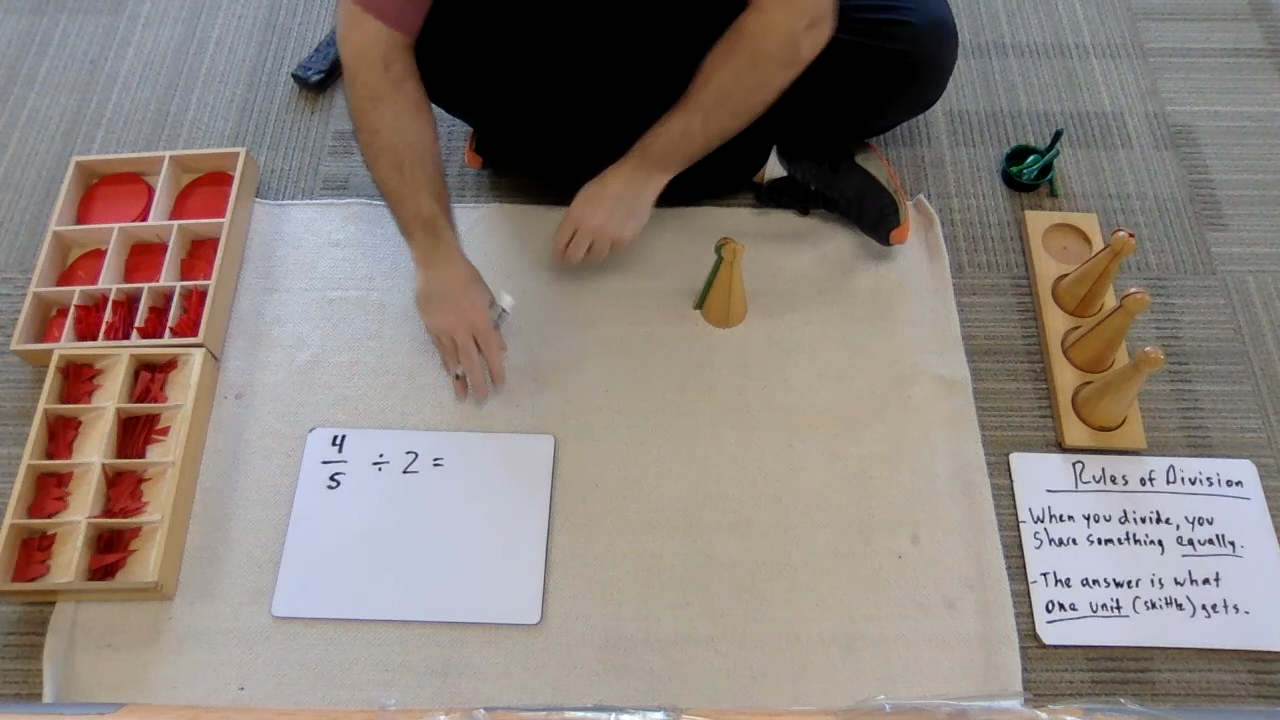 4/5 ÷ 2 =
Rules of Division
- When you divide, you
share something equally.
- The answer is what
one unit (skittle) gets.